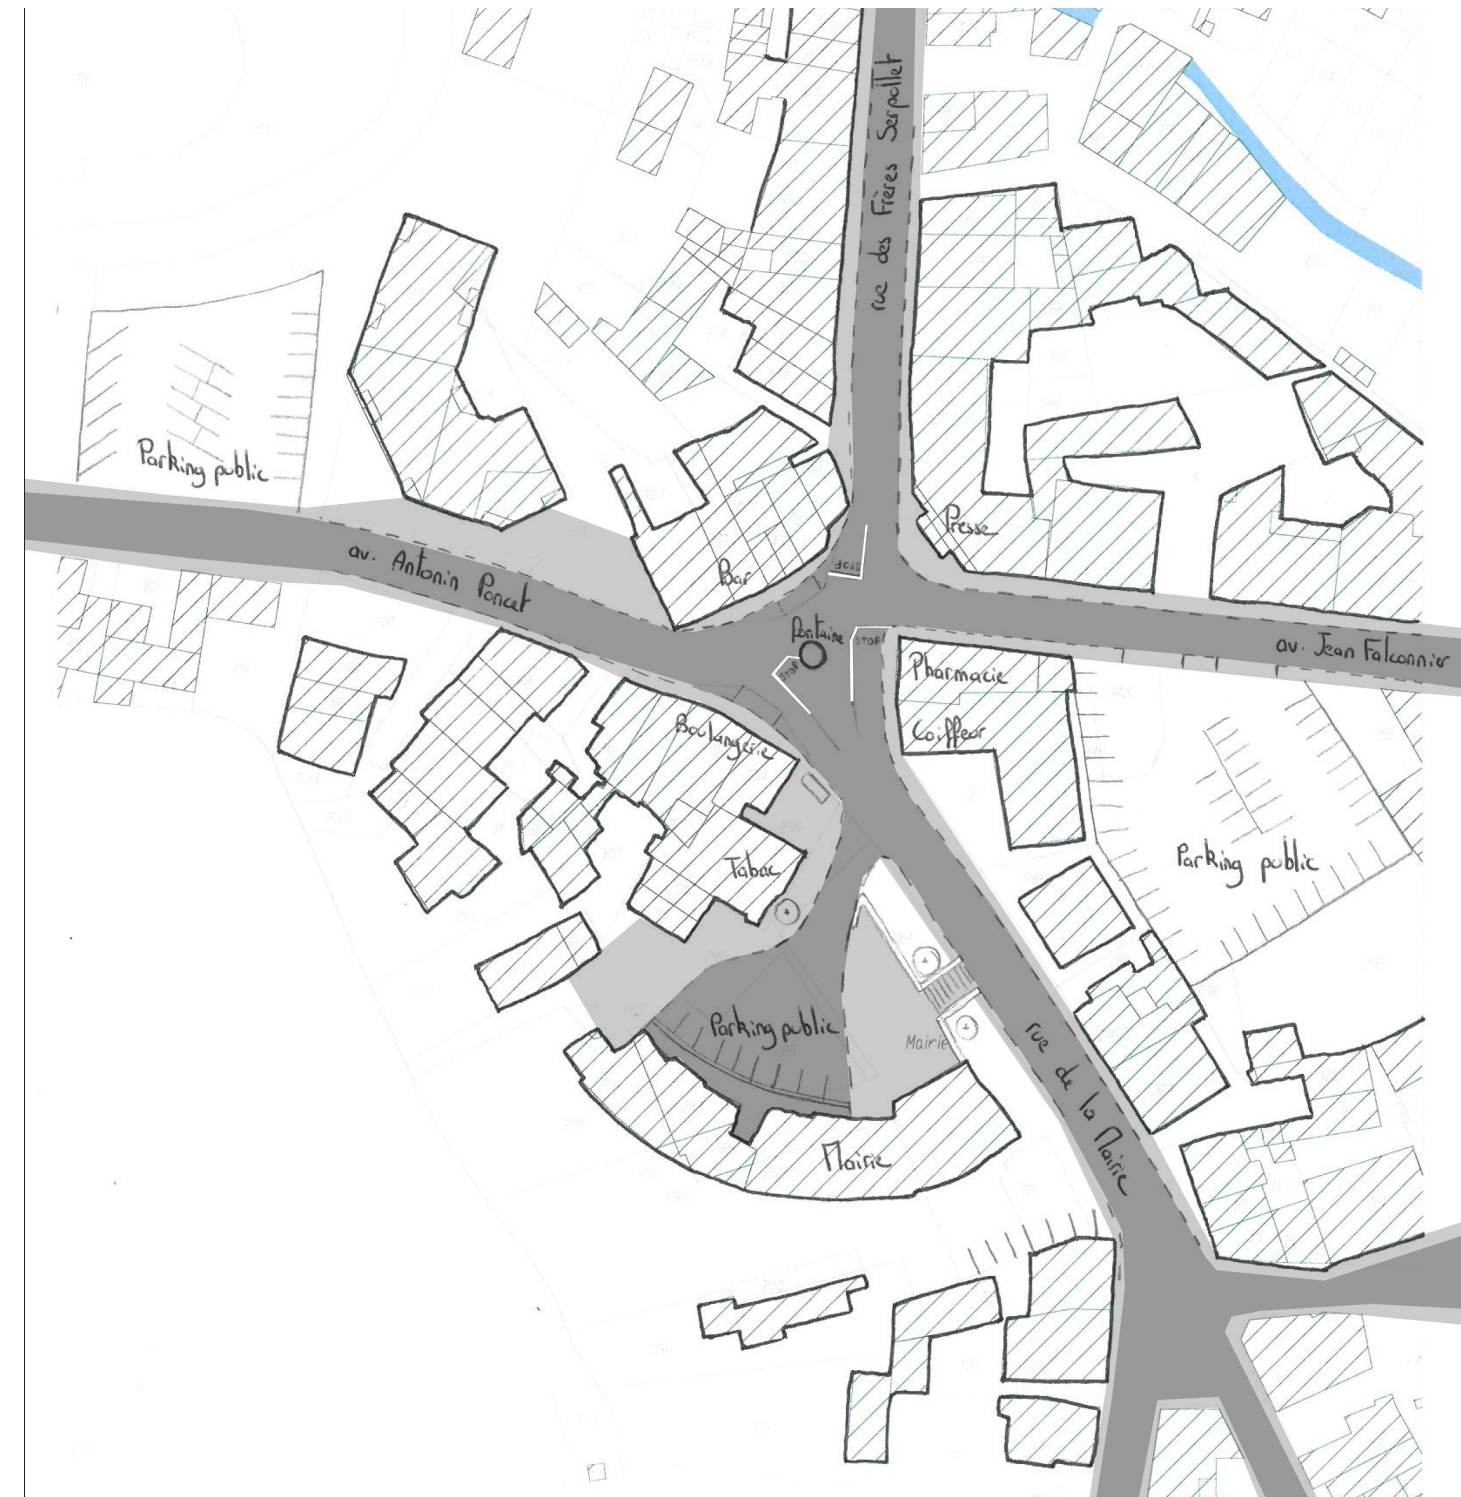 rue des Frères Serpollet
Parking public
Presse
av. Antonin Poncet
Bar
STOP
Fontaine
STOP
STOP
av. Jean Falconnier
Pharmacie
Coiffeur
Boulangerie
Tabac
Parking public
Parking public
Mairie
rue de la Mairie
Mairie